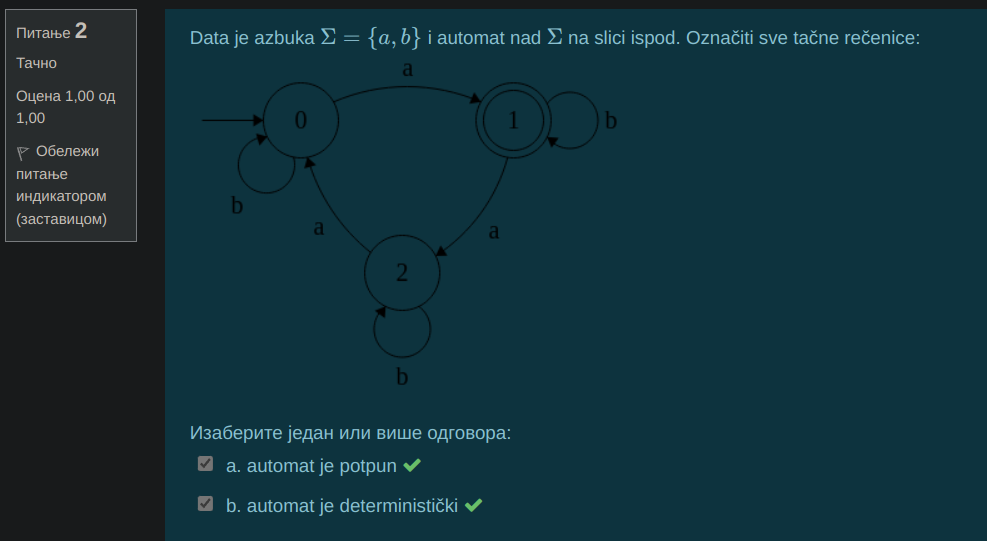 Питање 2
Тачно
Оцена 1,00 од
1,00
Обележи
питање
индикатором
(заставицом)
Data je azbuka Σ = {a, b} i automat nad Σ na slici ispod. Označiti sve tačne rečenice:
a
0
1
b
b
a
a
2
b
Изаберите један или више одговора:
a. automat je potpun
b. automat je deterministički